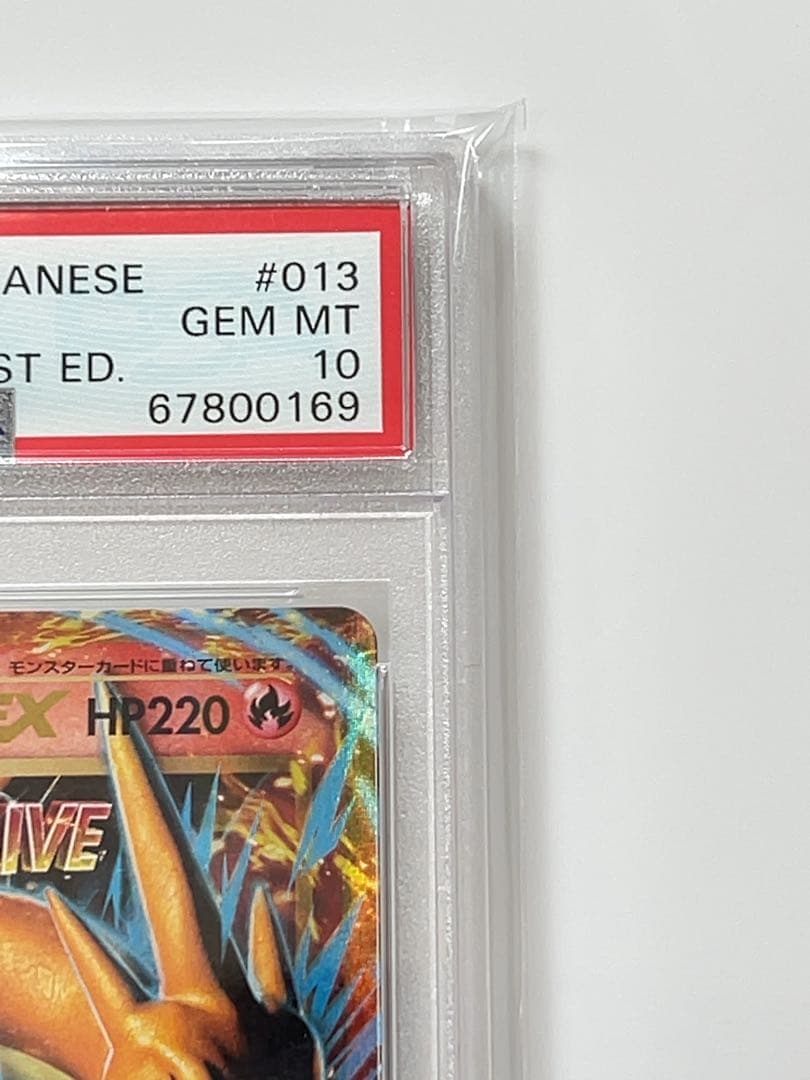 ANESE #013
GEM MT
ST ED. 10
67800169
モンスターカードに重ねて使います。
EX HP220
IVE